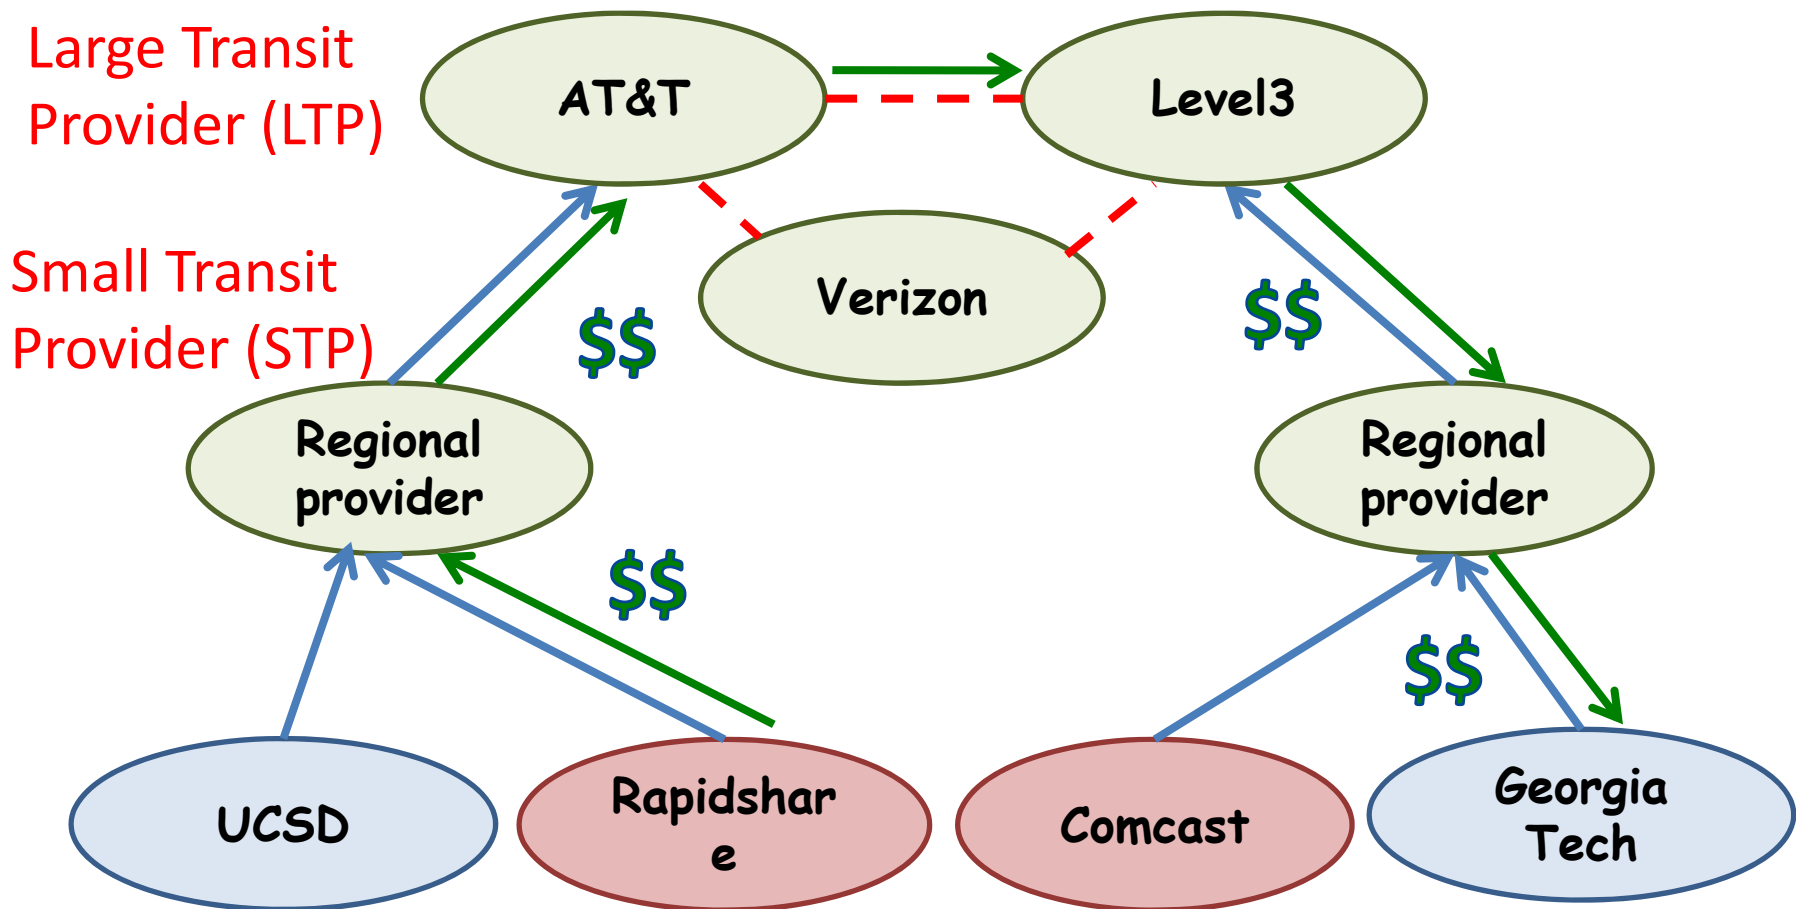 Large Transit
Provider (LTP)
AT&T
Level3
Small Transit
Provider (STP)
Verizon
$$
$$
Regional
provider
Regional
provider
$$
$$
UCSD
Rapidshar
e
Comcast
Georgia
Tech